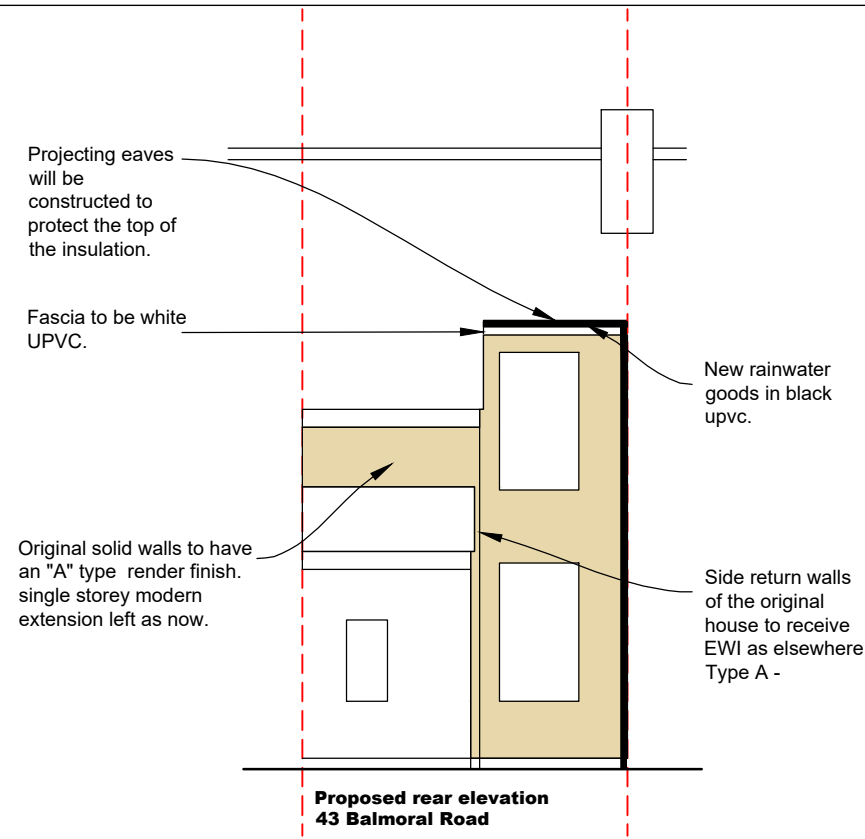 Projecting eaves
will be
constructed to
protect the top of
the insulation.
Fascia to be white
UPVC.
New rainwater
goods in black
upvc.
Original solid walls to have
an "A" type render finish.
single storey modern
extension left as now.
Side return walls
of the original
house to receive
EWI as elsewhere
Type A -
Proposed rear elevation
43 Balmoral Road